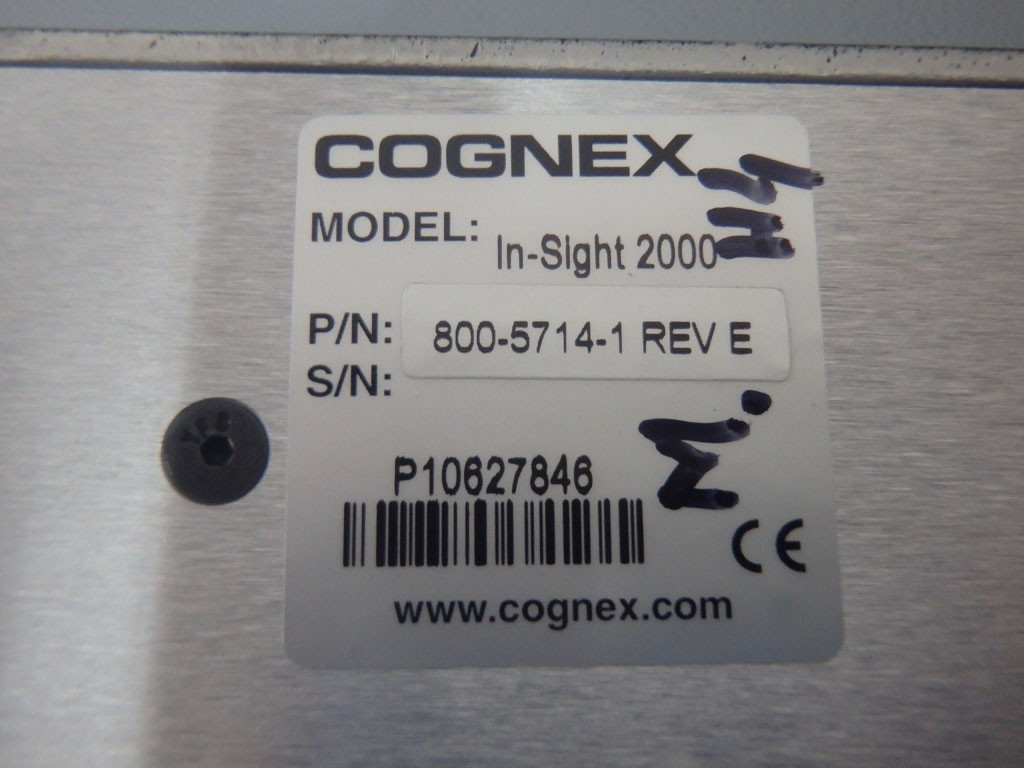 COGNEX
MODEL: In-Sight 2000
P/N: 800-5714-1 REV E
S/N:
P10627846
CE
www.cognex.com